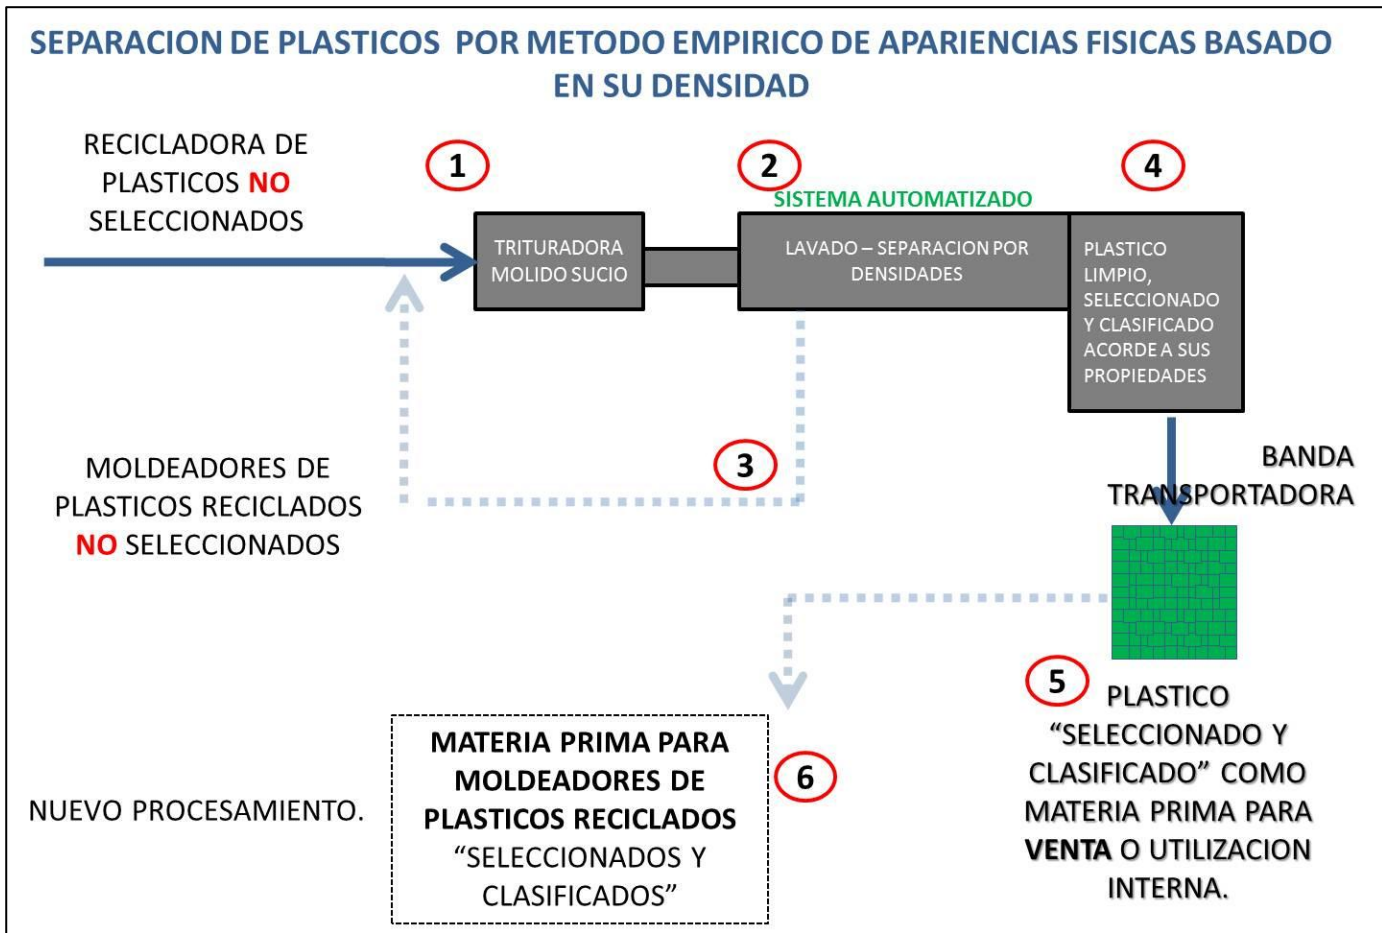 SEPARACION DE PLASTICOS POR METODO EMPIRICO DE APARIENCIAS FISICAS BASADO
EN SU DENSIDAD
RECICLADORA DE
PLASTICOS NO
SELECCIONADOS
1
TRITURADORA
MOLIDO SUCIO
2
SISTEMA AUTOMATIZADO
LAVADO – SEPARACION POR
DENSIDADES
4
PLASTICO
LIMPIO,
SELECCIONADO
Y CLASIFICADO
ACORDE A SUS
PROPIEDADES
3
MOLDEADORES DE
PLASTICOS RECICLADOS
NO SELECCIONADOS
BANDA
TRANSPORTADORA
5
PLASTICO
“SELECCIONADO Y
CLASIFICADO” COMO
MATERIA PRIMA PARA
VENTA O UTILIZACION
INTERNA.
NUEVO PROCESAMIENTO.
MATERIA PRIMA PARA
MOLDEADORES DE
PLASTICOS RECICLADOS
“SELECCIONADOS Y
CLASIFICADOS”
6